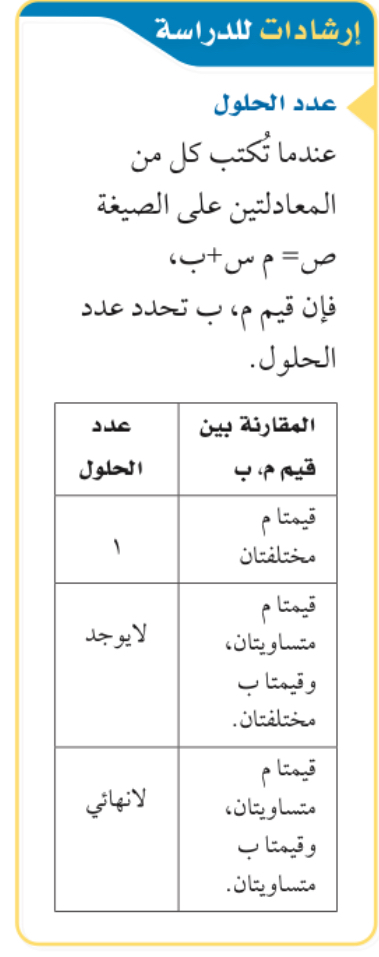 إرشادات للدراسة
عدد الحلول
عندما تُكتب كل من
المعادلتين على الصيغة
ص= م س+ب،
فإن قيم م، ب تحدد عدد
الحلول.
المقارنة بين
قيم م، ب
عدد
الحلول
قيمتا م
مختلفتان
١
قيمتا م
متساويتان،
وقيمتا ب
مختلفتان.
لايوجد
قيمتا م
متساويتان،
وقيمتا ب
متساويتان.
لانهائي